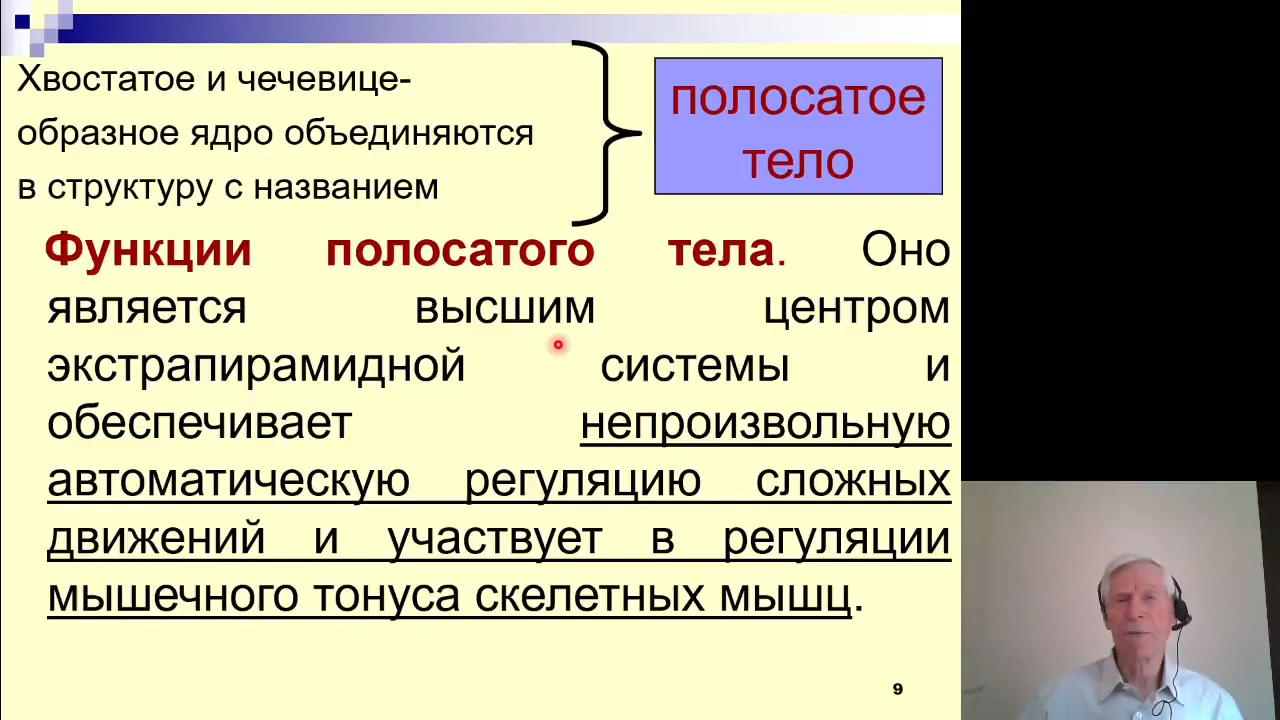 Хвостатое и чечевице-
образное ядро объединяются
в структуру с названием
полосатое
тело
Функции полосатого тела. Оно
является высшим центром
экстрапирамидной системы и
обеспечивает непроизвольную
автоматическую регуляцию сложных
движений и участвует в регуляции
мышечного тонуса скелетных мышц.
9